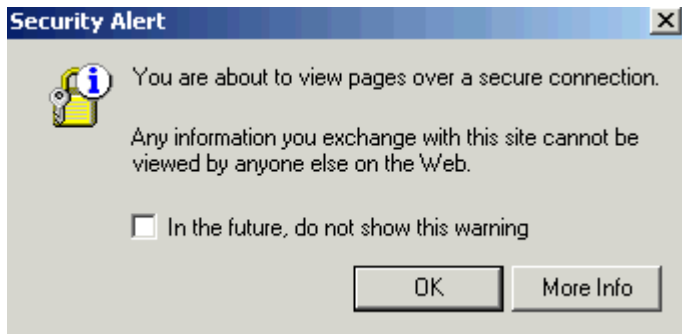 Security Alert
You are about to view pages over a secure connection.
Any information you exchange with this site cannot be
viewed by anyone else on the Web.
In the future, do not show this warning
OK
More Info